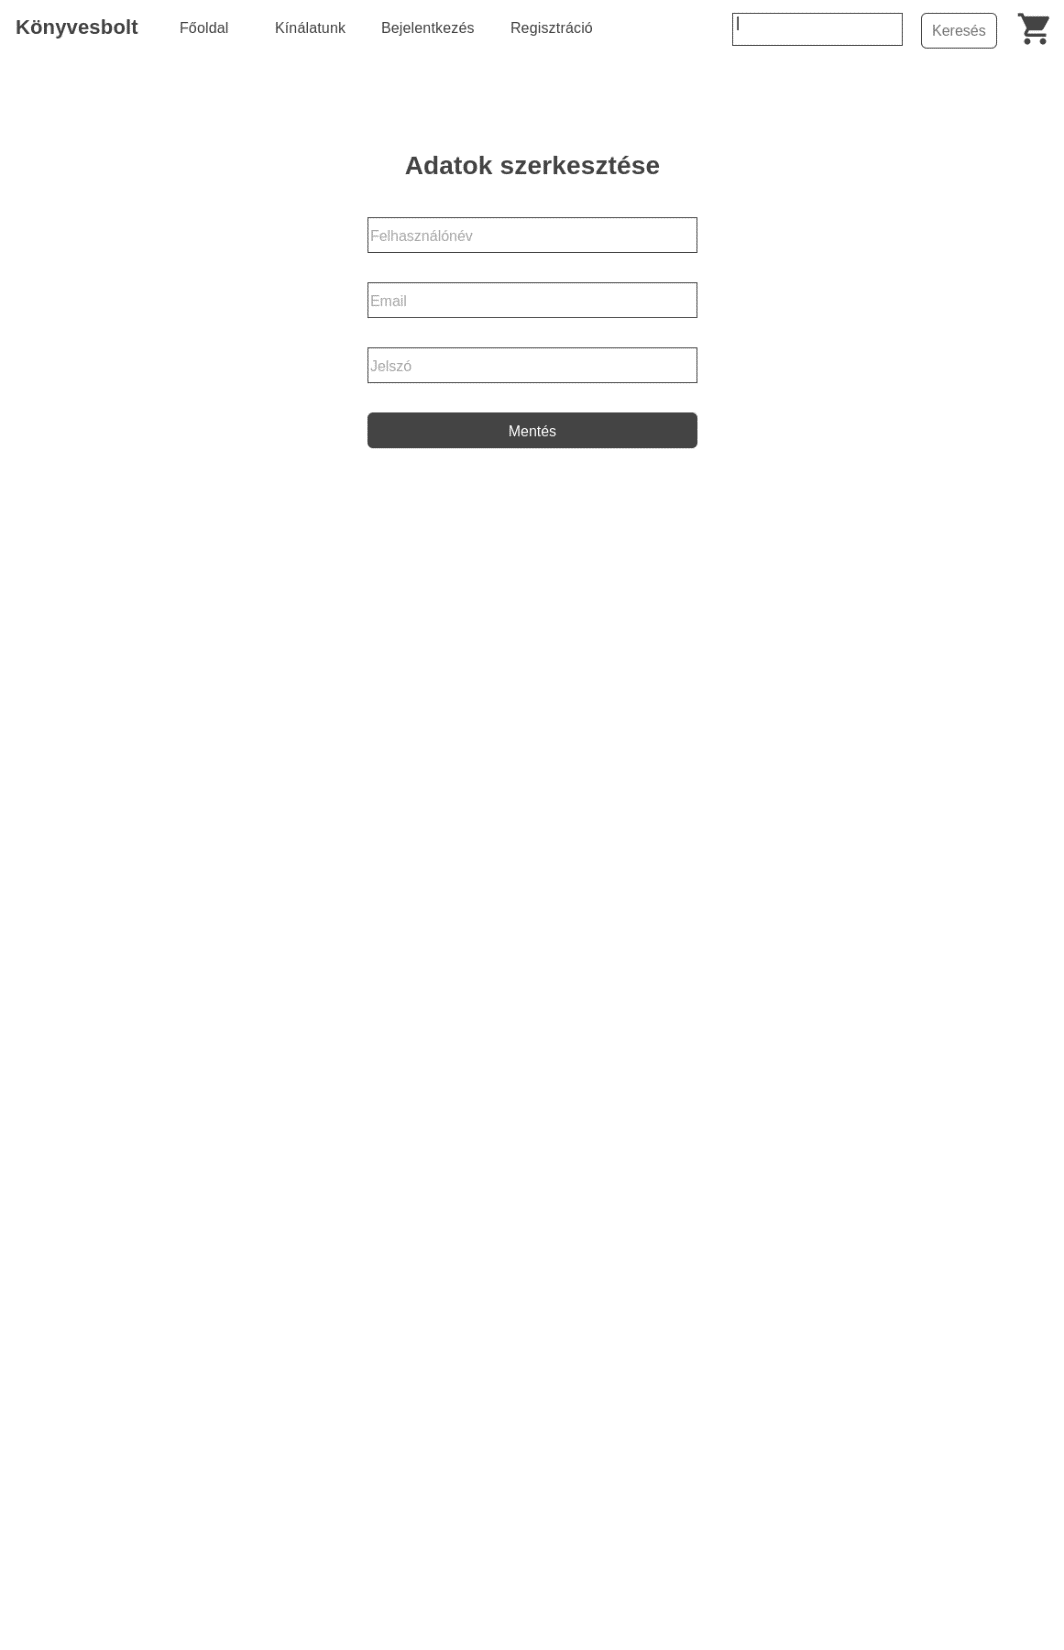 Könyvesbolt Főoldal Kínálatunk Bejelentkezés Regisztráció Keresés
Adatok szerkesztése
Felhasználónév
Email
Jelszó
Mentés